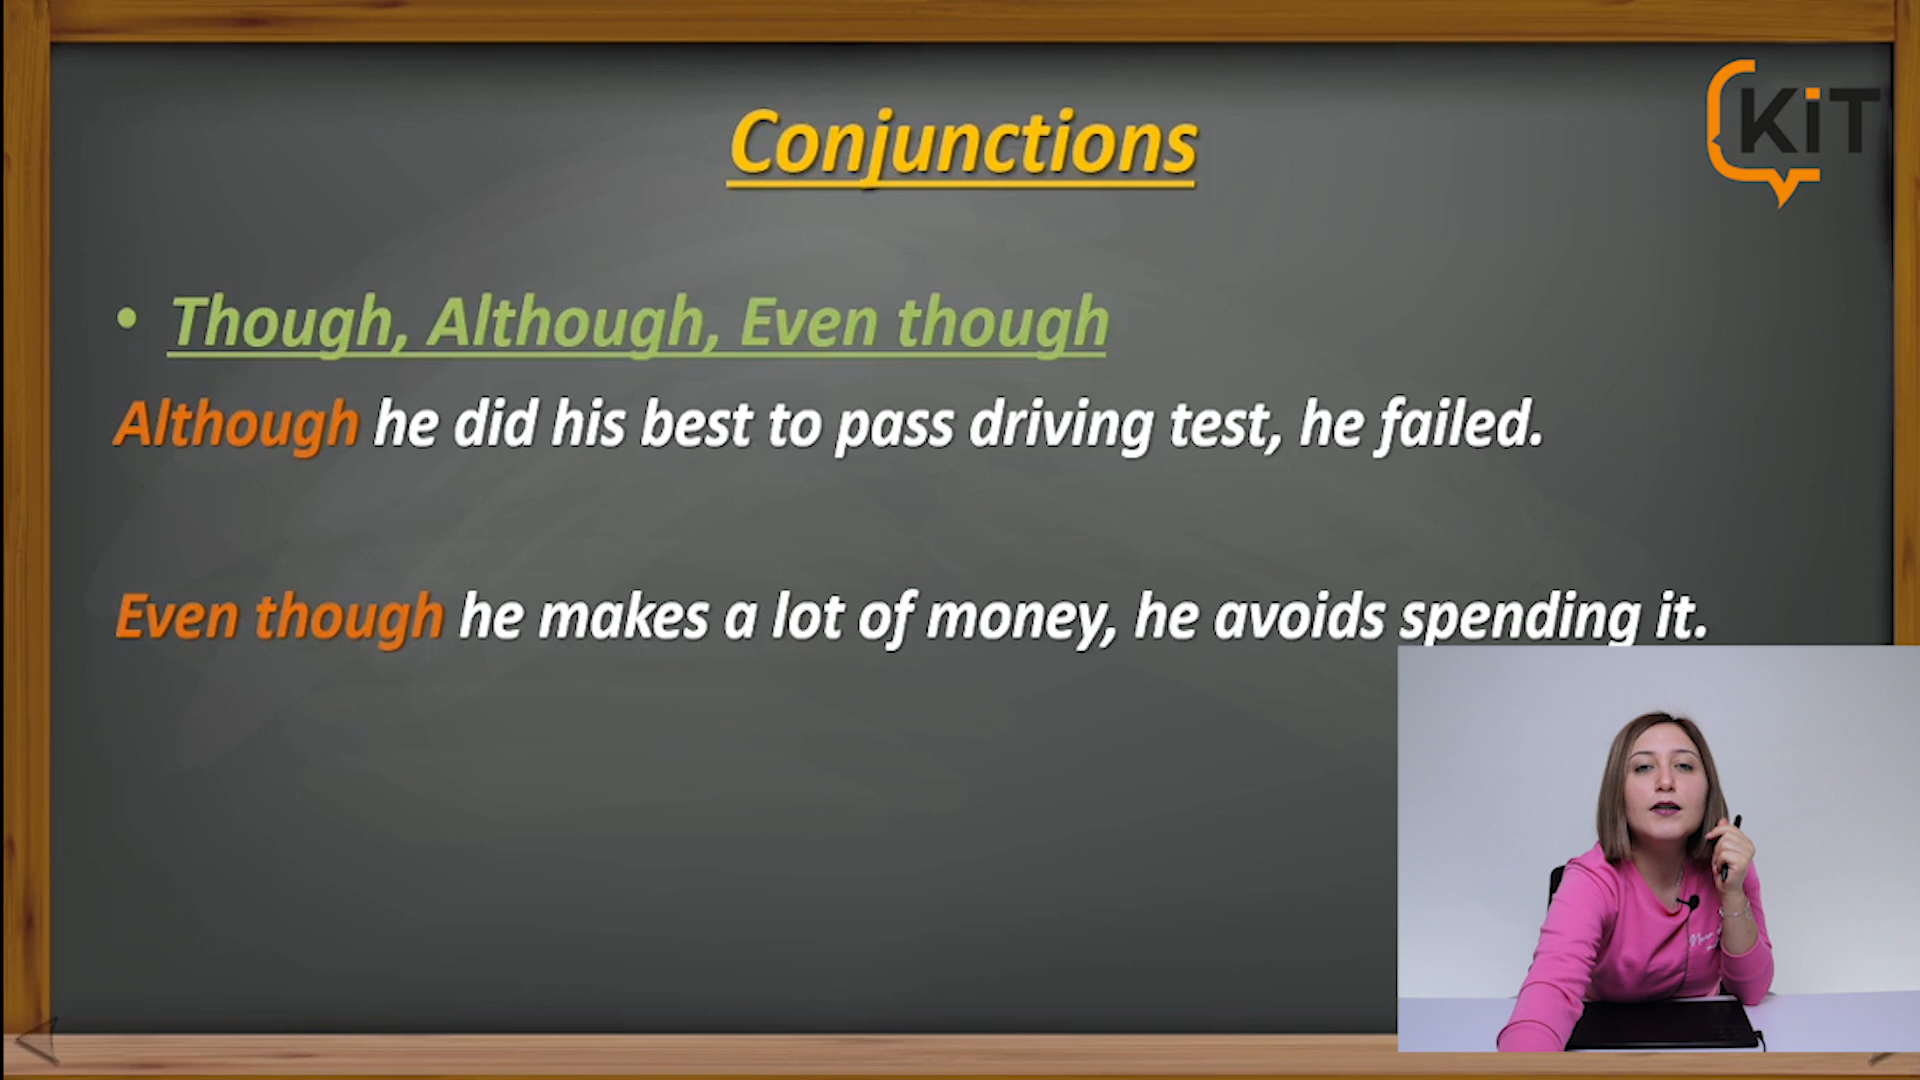 KiT
Conjunctions
• Though, Although, Even though
Although he did his best to pass driving test, he failed.
Even though he makes a lot of money, he avoids spending it.